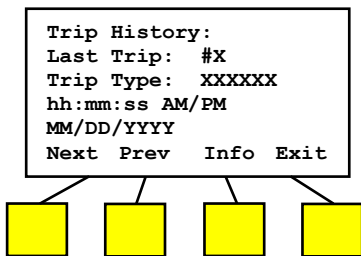 Trip History:
Last Trip: #X
Trip Type: XXXXXX
hh:mm:ss AM/PM
MM/DD/YYYY
Next Prev Info Exit